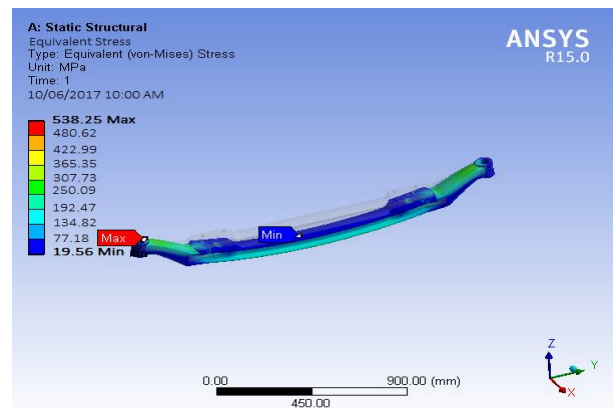 A: Static Structural
Equivalent Stress
Type: Equivalent (von-Mises) Stress
Unit: MPa
Time: 1
10/06/2017 10:00 AM
ANSYS
R15.0
538.25 Max
480.62
422.99
365.35
307.73
250.09
192.47
134.82
77.18
19.56 Min
Max
Min
0.00
900.00 (mm)
450.00
Z
Y
X